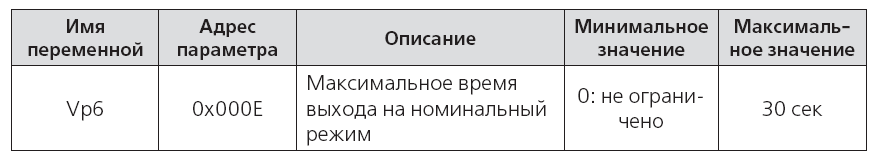 Имя переменной
Адрес параметра
Описание
Минимальное значение
Максималь-
ное значение
Vp6
0x000E
Максимальное время
выхода на номинальный
режим
0: не ограни-
чено
30 сек